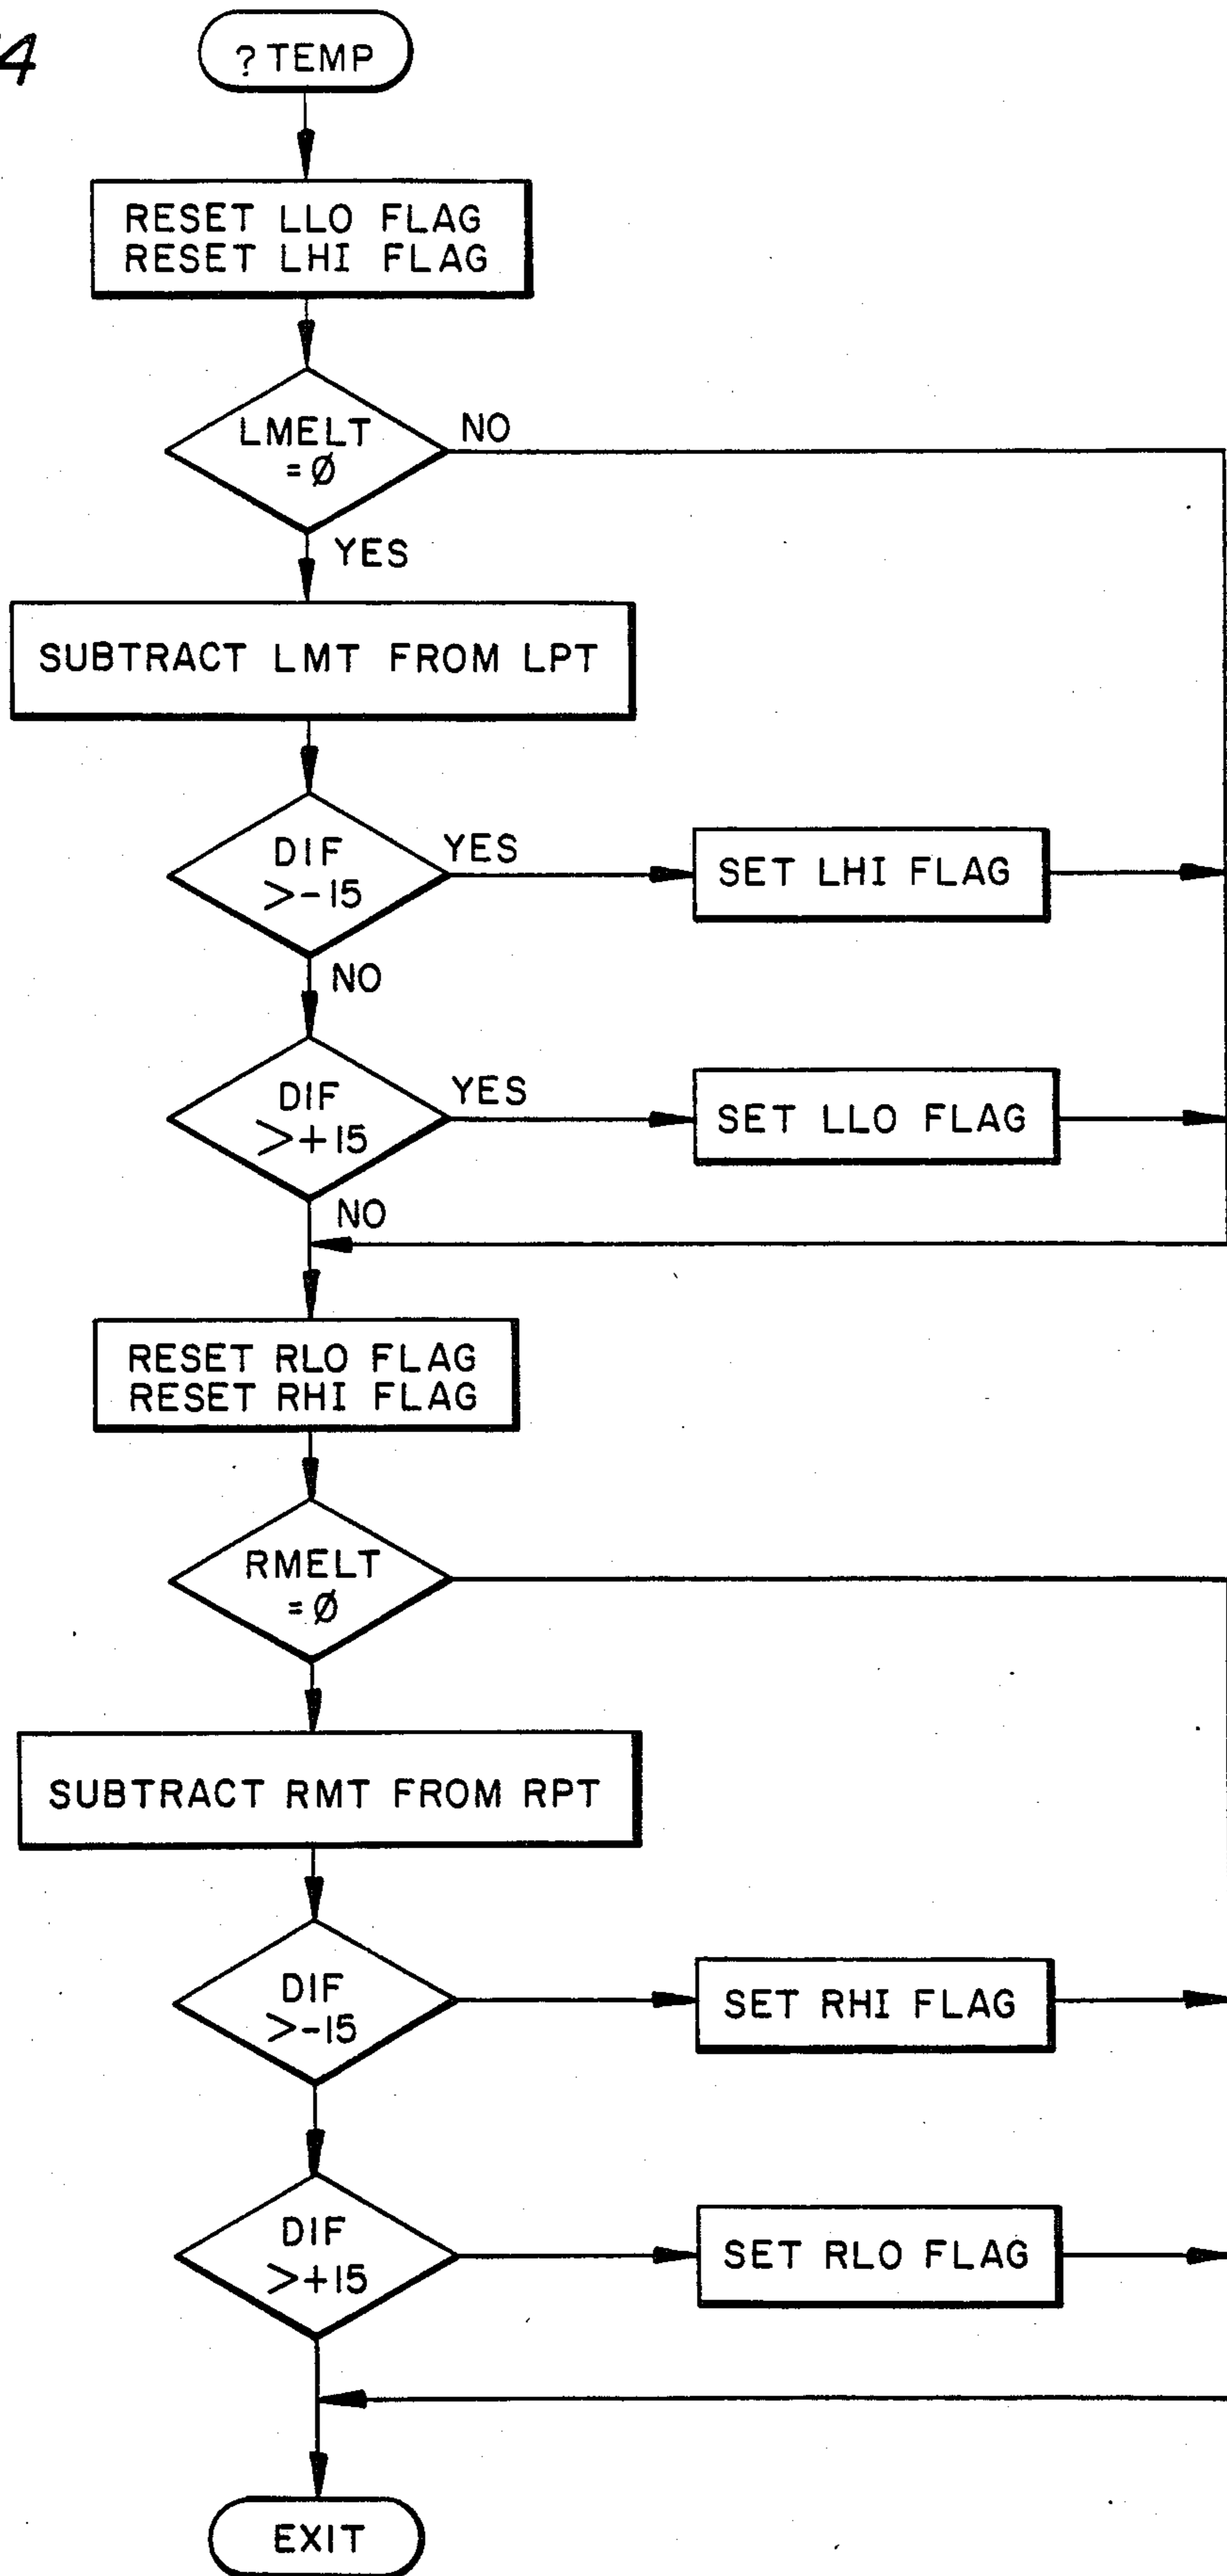 4
? TEMP
RESET LLO FLAG
RESET LHI FLAG
LMELT
=Ø
NO
YES
SUBTRACT LMT FROM LPT
DIF
>-15
YES
SET LHI FLAG
NO
DIF
>+15
YES
SET LLO FLAG
NO
RESET RLO FLAG
RESET RHI FLAG
RMELT
=Ø
SUBTRACT RMT FROM RPT
DIF
>-15
SET RHI FLAG
DIF
>+15
SET RLO FLAG
EXIT